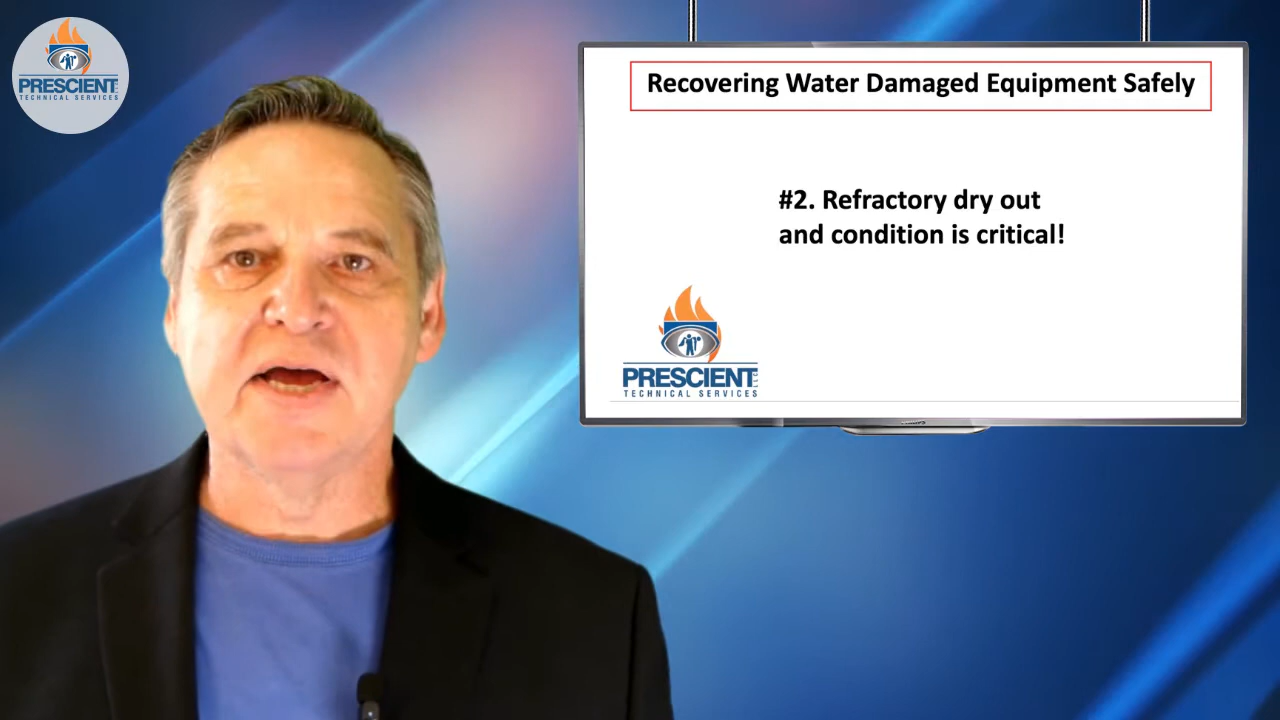 PRESCIENT
TECHNICAL SERVICES
Recovering Water Damaged Equipment Safely
#2. Refractory dry out
and condition is critical!
PRESCIENT LLC
TECHNICAL SERVICES